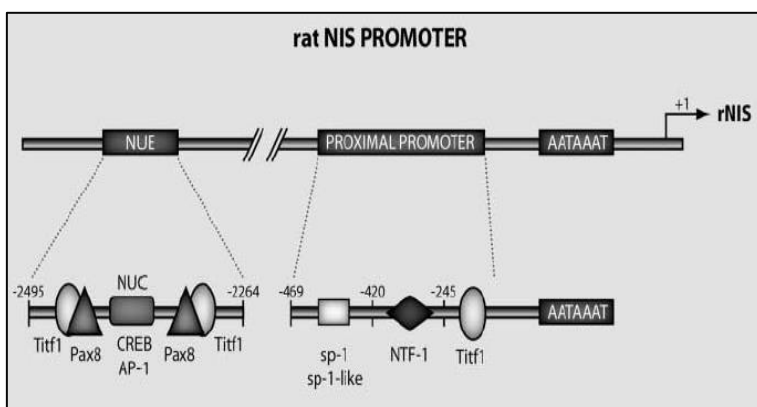 rat NIS PROMOTER
+1
rNIS
NUE
PROXIMAL PROMOTER
AATAAAT
-2495
NUC
-2264
-469
-420
-245
AATAAAT
Titf1
Pax8
CREB
AP-1
Pax8
Titf1
sp-1
sp-1-like
NTF-1
Titf1